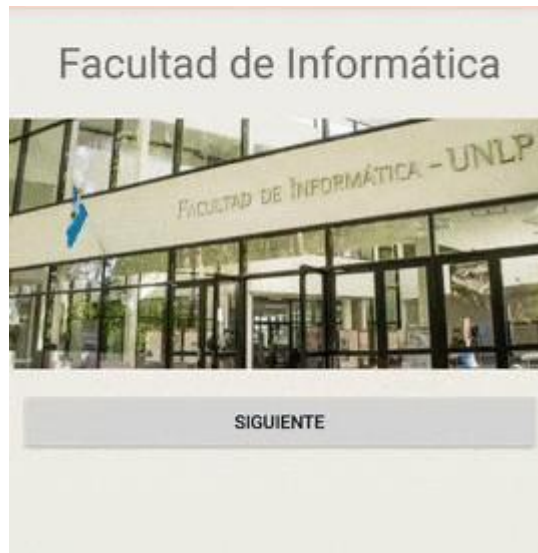 Facultad de Informática
FACULTAD DE INFORMÁTICA - UNLP
SIGUIENTE